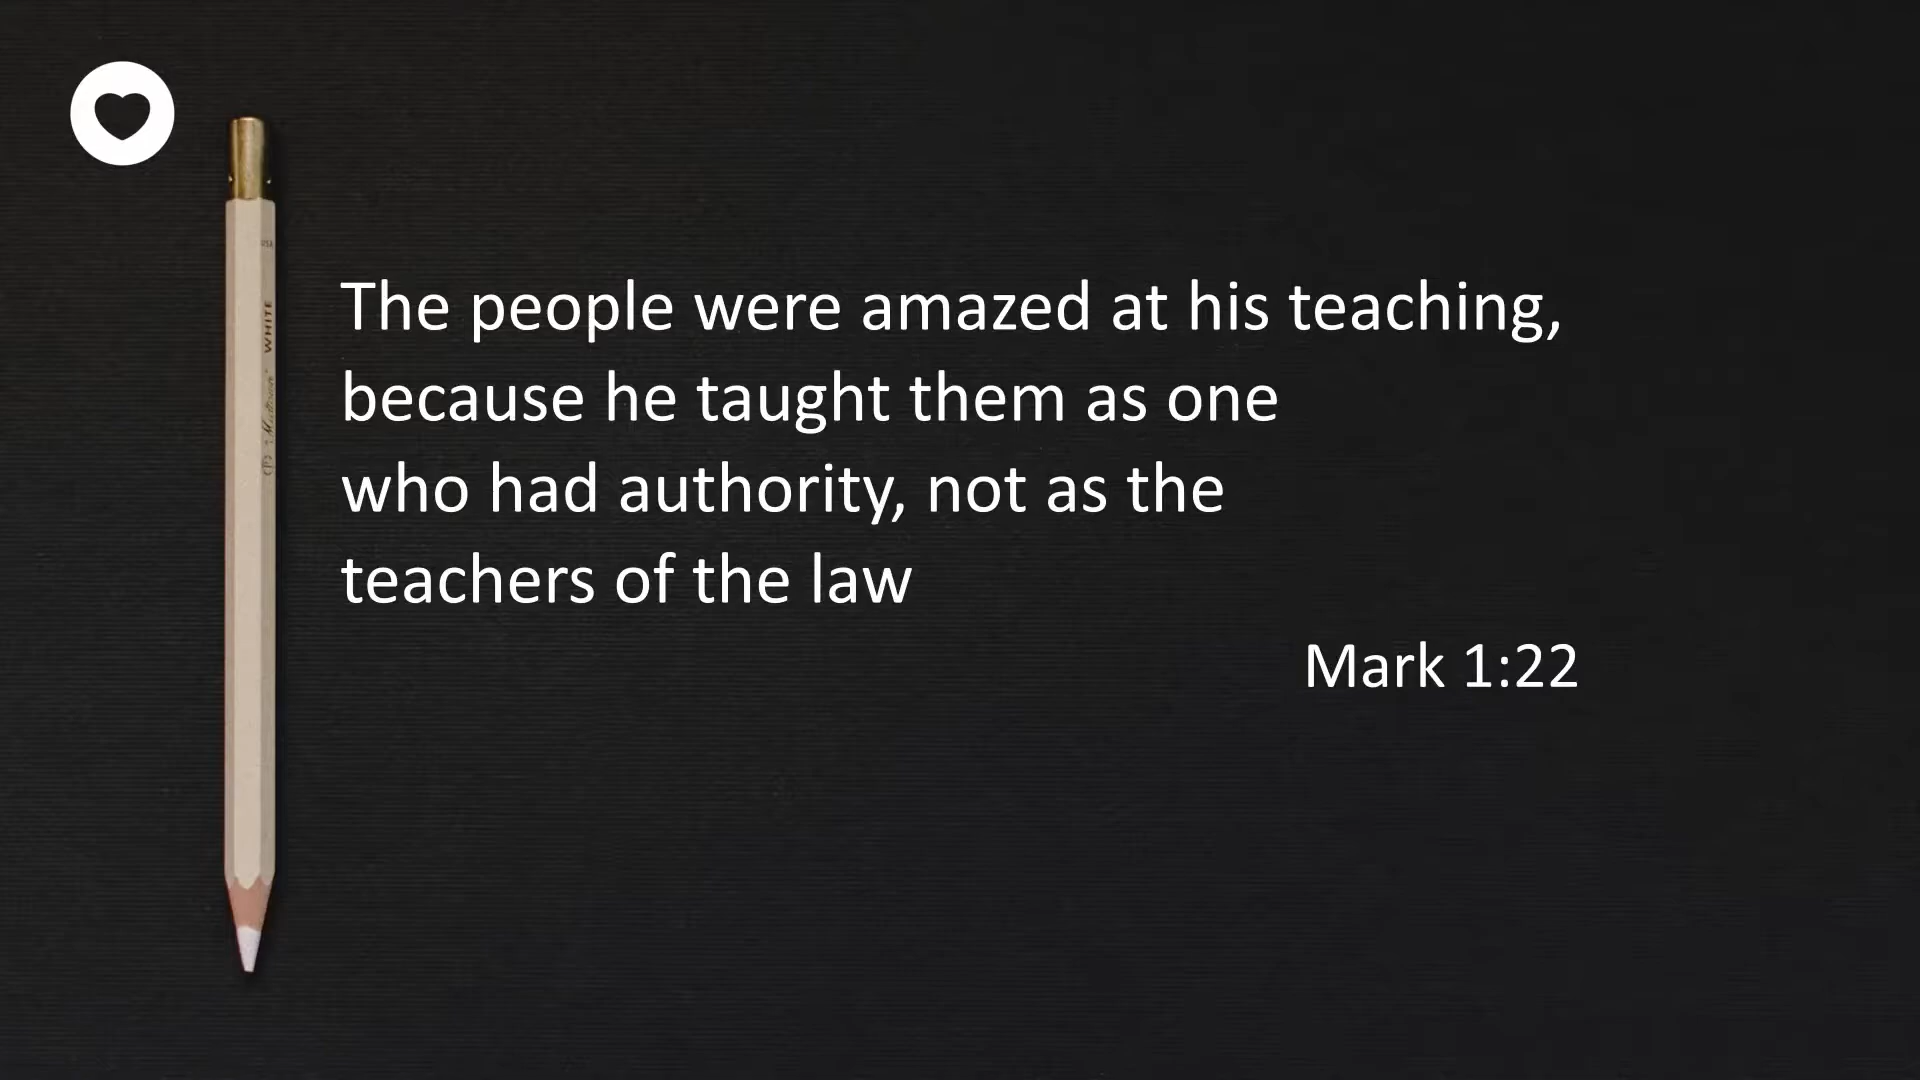 The people were amazed at his teaching,
because he taught them as one
who had authority, not as the
teachers of the law
Mark 1:22
USA
WHITE